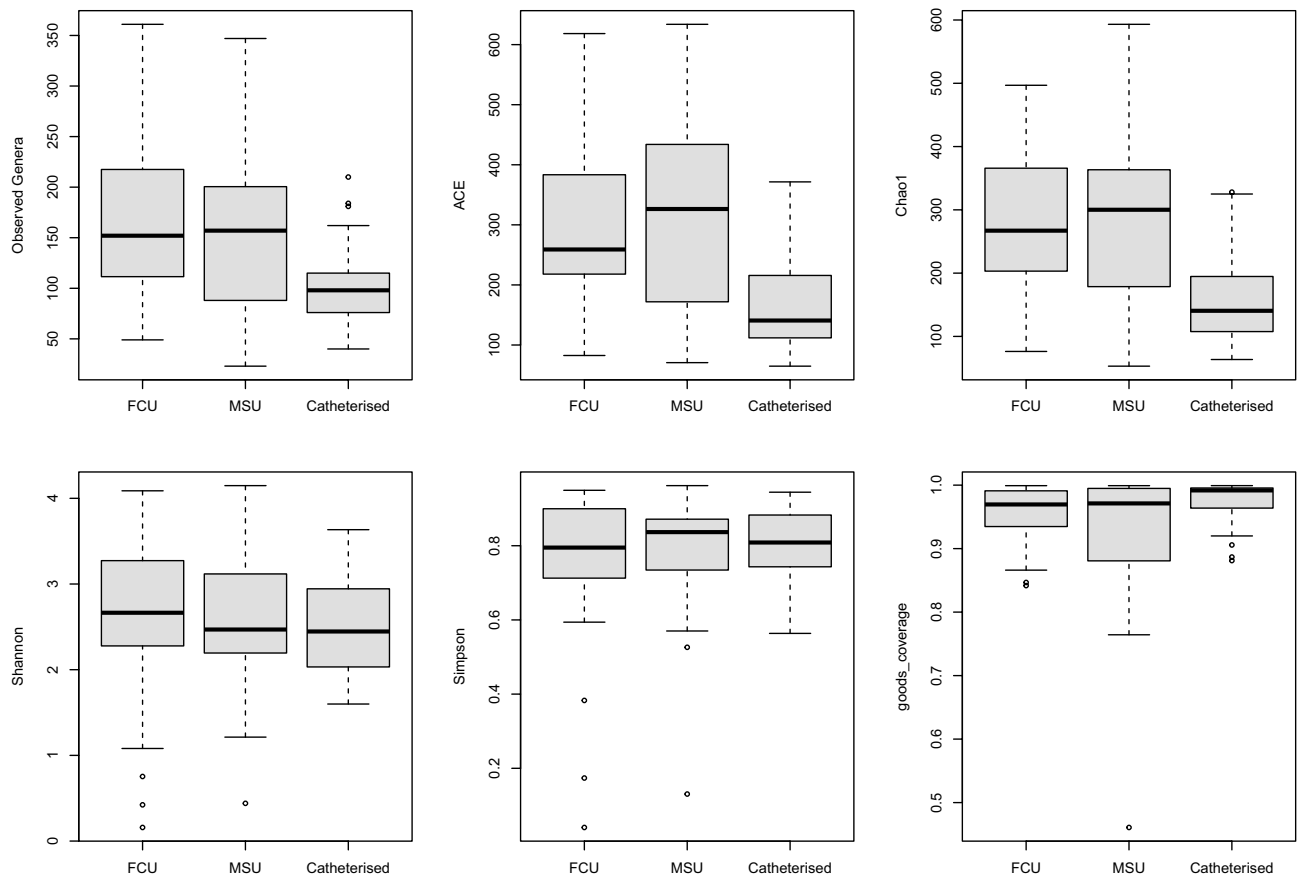 Observed Genera
350
300
250
200
150
100
50
FCU MSU Catheterised
ACE
600
500
400
300
200
100
FCU MSU Catheterised
Chao1
600
500
400
300
200
100
FCU MSU Catheterised
Shannon
4
3
2
1
0
FCU MSU Catheterised
Simpson
0.8
0.6
0.4
0.2
FCU MSU Catheterised
goods_coverage
1.0
0.9
0.8
0.7
0.6
0.5
FCU MSU Catheterised